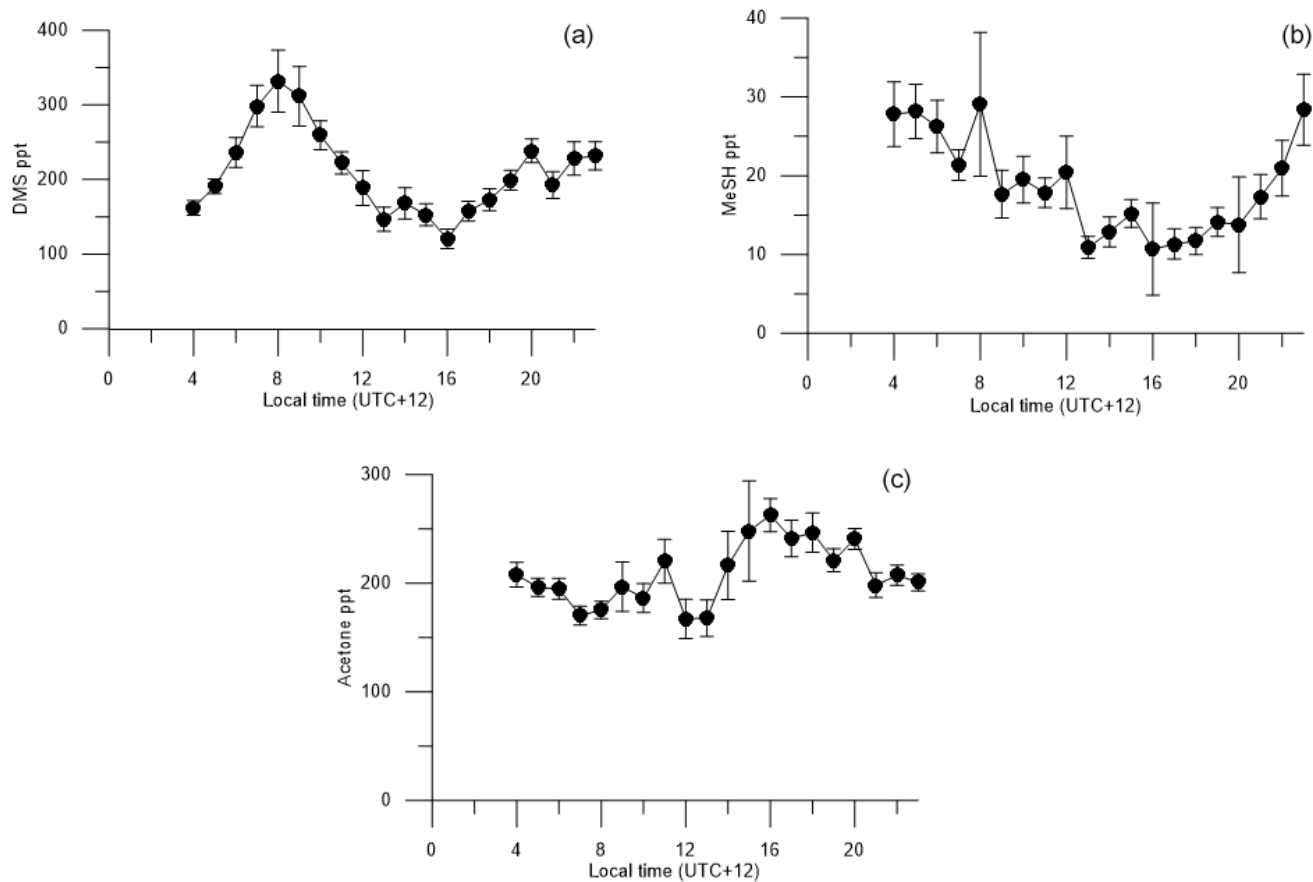 (a)
DMS ppt
400
300
200
100
0
0 4 8 12 16 20
Local time (UTC+12)
(b)
MeSH ppt
40
30
20
10
0
0 4 8 12 16 20
Local time (UTC+12)
(c)
Acetone ppt
300
200
100
0
0 4 8 12 16 20
Local time (UTC+12)